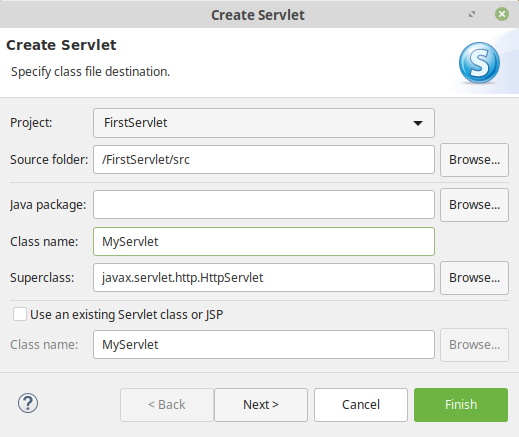 Create Servlet
Create Servlet
Specify class file destination.
S
Project: FirstServlet
Source folder: /FirstServlet/src Browse...
Java package: Browse...
Class name: MyServlet
Superclass: javax.servlet.http.HttpServlet Browse...
Use an existing Servlet class or JSP
Class name: MyServlet Browse...
? < Back Next > Cancel Finish